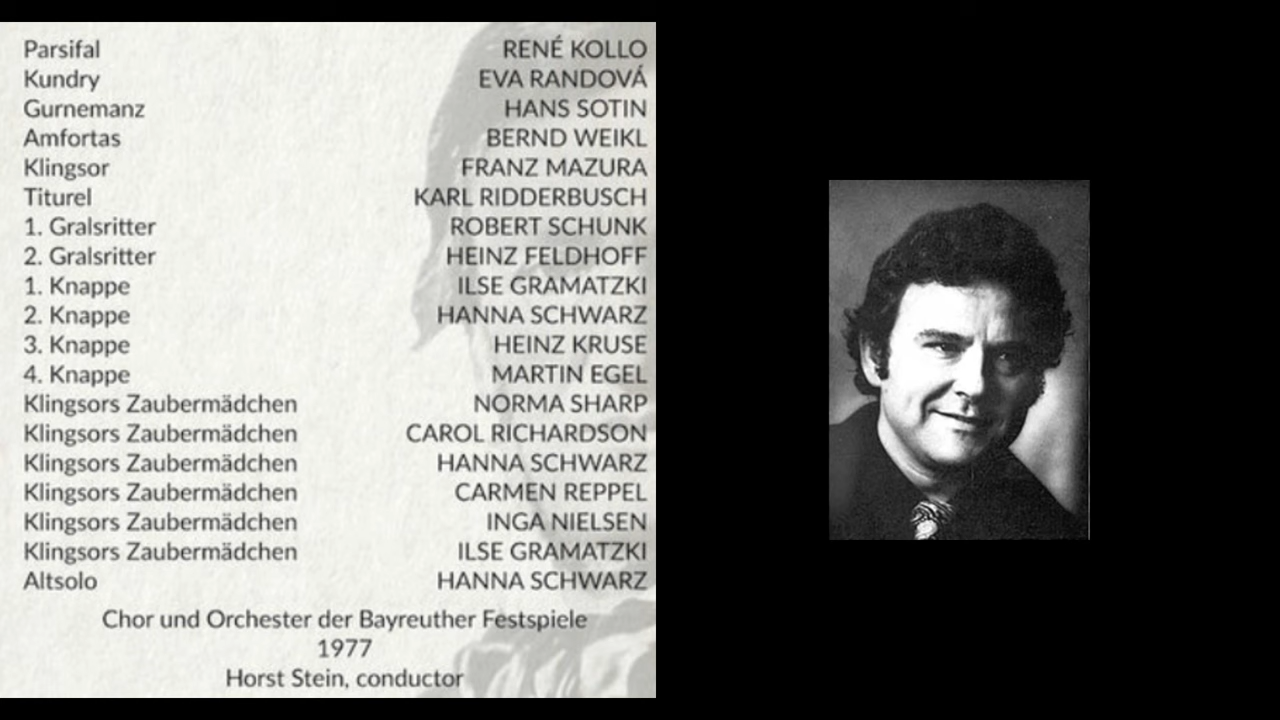 Parsifal RENÉ KOLLO
Kundry EVA RANDOVÁ
Gurnemanz HANS SOTIN
Amfortas BERND WEIKL
Klingsor FRANZ MAZURA
Titurel KARL RIDDERBUSCH
1. Gralsritter ROBERT SCHUNK
2. Gralsritter HEINZ FELDHOFF
1. Knappe ILSE GRAMATZKI
2. Knappe HANNA SCHWARZ
3. Knappe HEINZ KRUSE
4. Knappe MARTIN EGEL
Klingsors Zaubermädchen NORMA SHARP
Klingsors Zaubermädchen CAROL RICHARDSON
Klingsors Zaubermädchen HANNA SCHWARZ
Klingsors Zaubermädchen CARMEN REPPEL
Klingsors Zaubermädchen INGA NIELSEN
Klingsors Zaubermädchen ILSE GRAMATZKI
Altsolo HANNA SCHWARZ
Chor und Orchester der Bayreuther Festspiele
1977
Horst Stein, conductor